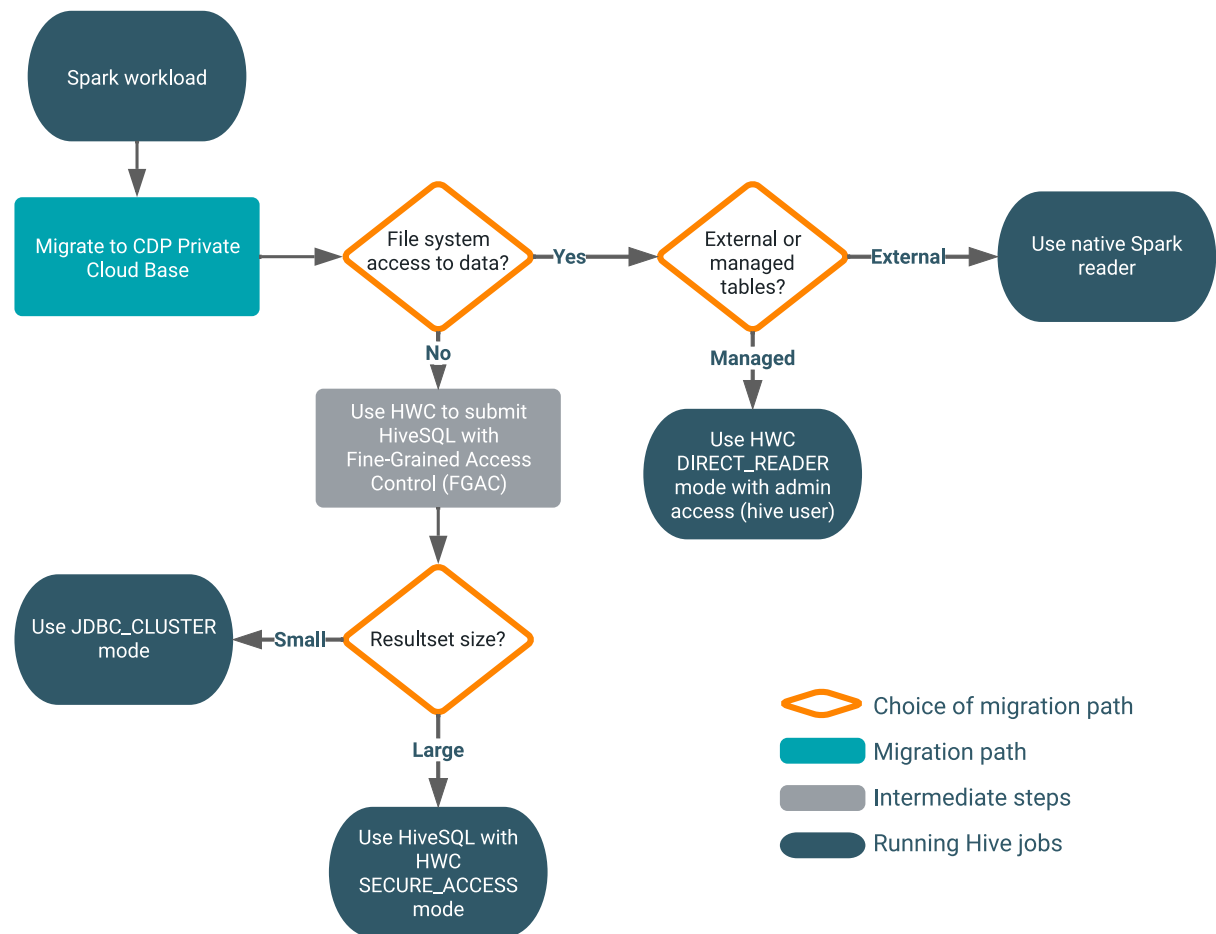 Spark workload
Migrate to CDP Private
Cloud Base
File system
access to data?
Yes
External or
managed
tables?
External
Use native Spark
reader
No
Managed
Use HWC to submit
HiveSQL with
Fine-Grained Access
Control (FGAC)
Use HWC
DIRECT_READER
mode with admin
access (hive user)
Use JDBC_CLUSTER
mode
Small
Resultset size?
Large
Use HiveSQL with
HWC
SECURE_ACCESS
mode
Choice of migration path
Migration path
Intermediate steps
Running Hive jobs